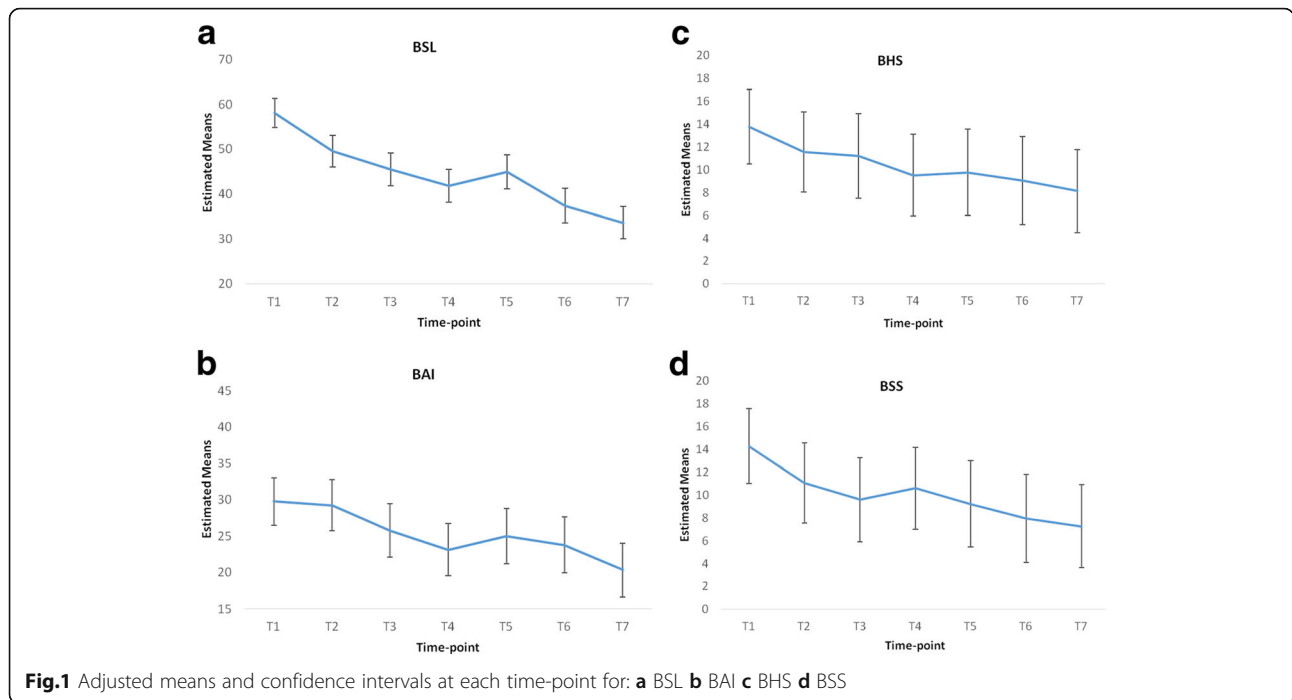 a
BSL
70
60
50
40
30
20
Estimated Means
T1 T2 T3 T4 T5 T6 T7
Time-point
b
BAI
45
40
35
30
25
20
15
Estimated Means
T1 T2 T3 T4 T5 T6 T7
Time-point
c
BHS
20
18
16
14
12
10
8
6
4
2
0
Estimated Means
T1 T2 T3 T4 T5 T6 T7
Time-point
d
BSS
20
18
16
14
12
10
8
6
4
2
0
Estimated Means
T1 T2 T3 T4 T5 T6 T7
Time-point
Fig.1 Adjusted means and confidence intervals at each time-point for: a BSL b BAI c BHS d BSS